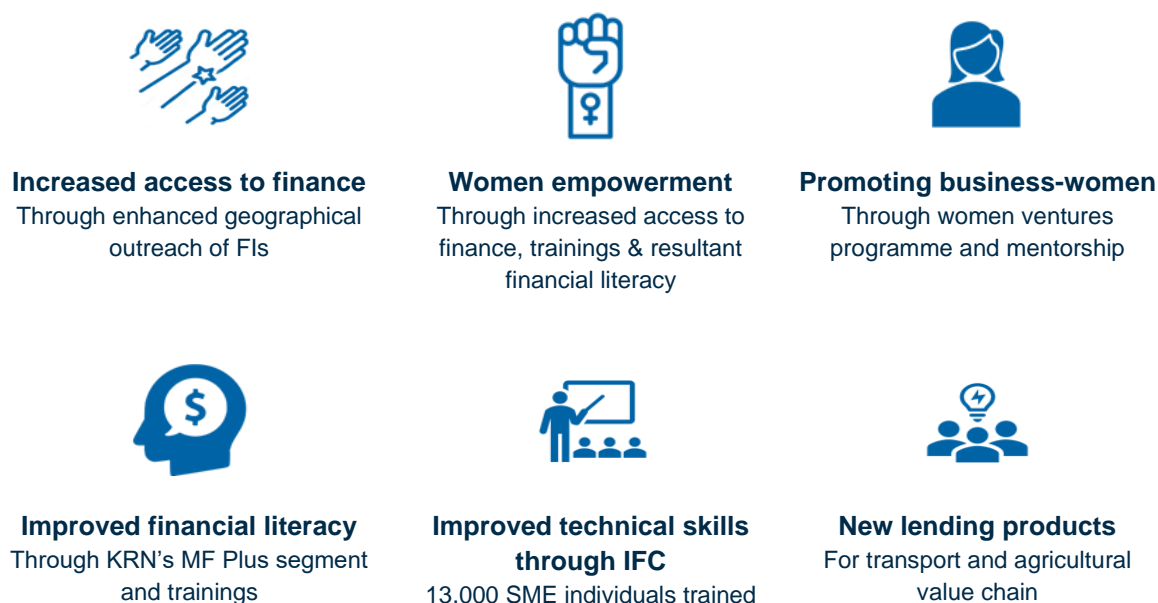 Increased access to finance
Through enhanced geographical
outreach of FIs
Women empowerment
Through increased access to
finance, trainings & resultant
financial literacy
Promoting business-women
Through women ventures
programme and mentorship
$
Improved financial literacy
Through KRN's MF Plus segment
and trainings
Improved technical skills
through IFC
13,000 SME individuals trained
New lending products
For transport and agricultural
value chain